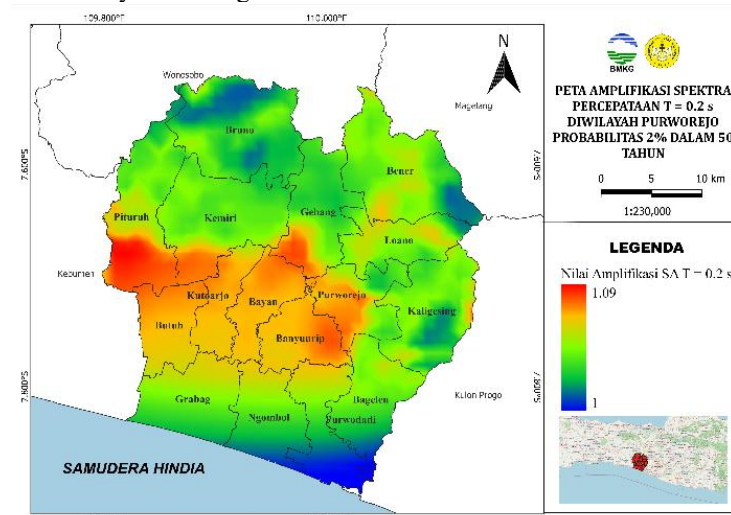 109.800°E 110.000°E
Wonosobo
N
Magelang
BMKG
PETA AMPLIFIKASI SPEKTRA
PERCEPATAAN T = 0.2 s
DIWILAYAH PURWOREJO
PROBABILITAS 2% DALAM 50
TAHUN
0 5 10 km
1:230,000
7.600°S
7.600°S
Bruno
Bener
Pituruh
Kemiri
Gebang
Loano
Kebumen
Kutoarjo
Bayan
Purworejo
Kaligesing
Butuh
Banyuurip
Grabag
Ngombol
Bagelen
Purwodadi
Kulon Progo
7.800°S
7.800°S
SAMUDERA HINDIA
LEGENDA
Nilai Amplifikasi SA T = 0.2 s
1.09
1